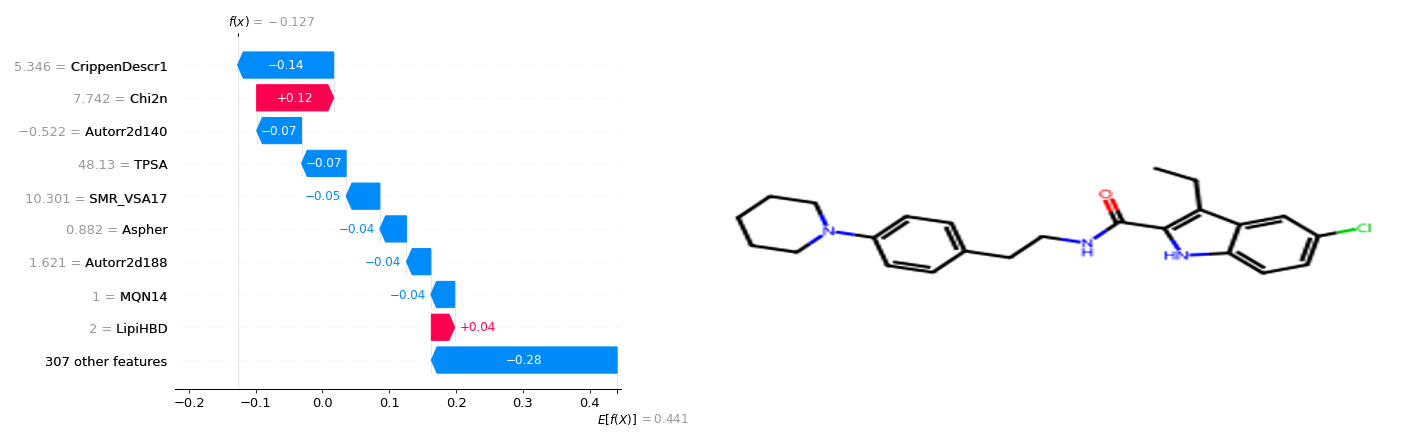 f(x) = −0.127
5.346 = CrippenDescr1
−0.14
7.742 = Chi2n
+0.12
−0.522 = Autorr2d140
−0.07
48.13 = TPSA
−0.07
10.301 = SMR_VSA17
−0.05
0.882 = Aspher
−0.04
1.621 = Autorr2d188
−0.04
1 = MQN14
−0.04
2 = LipiHBD
+0.04
307 other features
−0.28
−0.2 −0.1 0.0 0.1 0.2 0.3 0.4
E[f(X)] = 0.441
O
Cl
N
N
H
HN